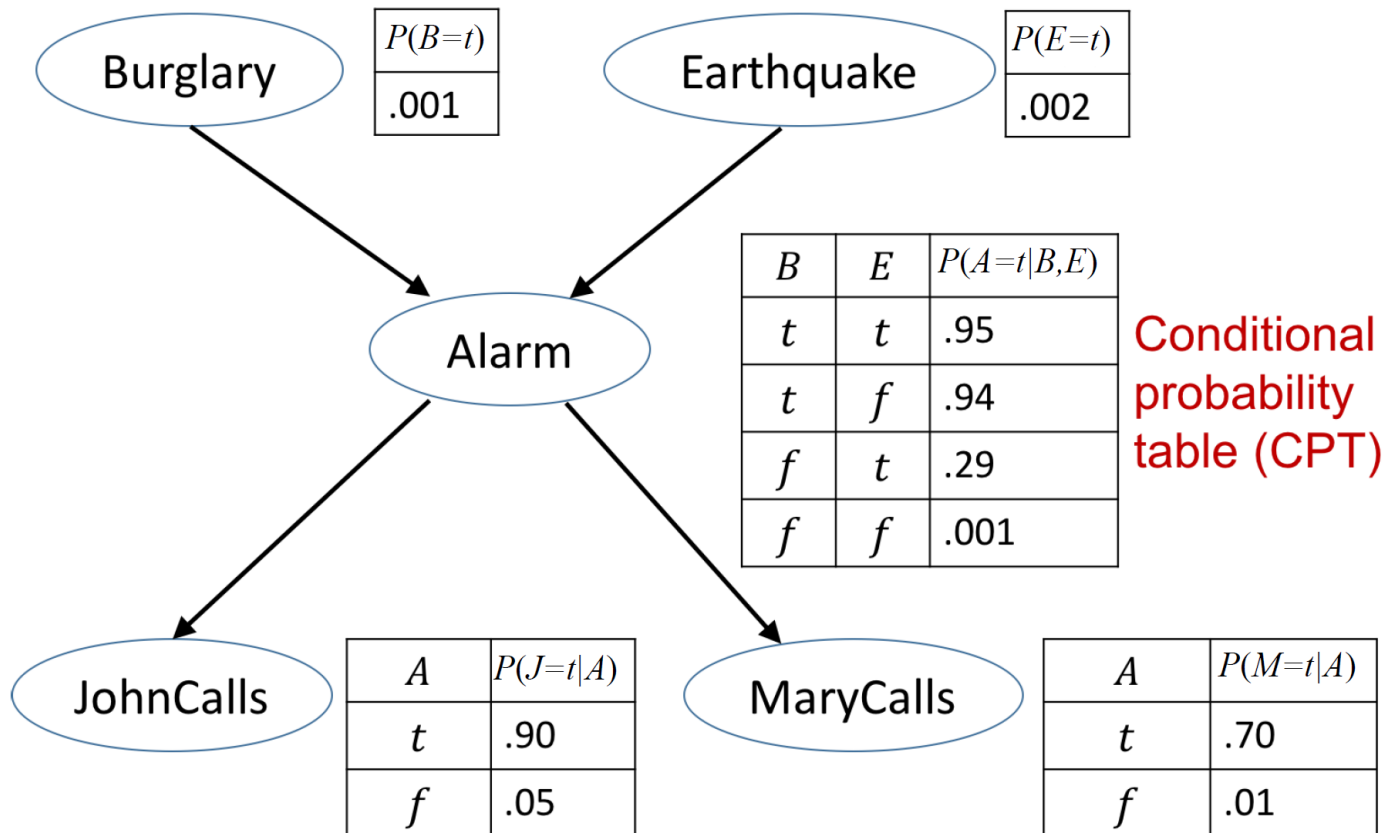 Burglary
P(B=t)
.001
Earthquake
P(E=t)
.002
Alarm
B E P(A=t|B,E)
t t .95
t f .94
f t .29
f f .001
Conditional
probability
table (CPT)
JohnCalls
A P(J=t|A)
t .90
f .05
MaryCalls
A P(M=t|A)
t .70
f .01